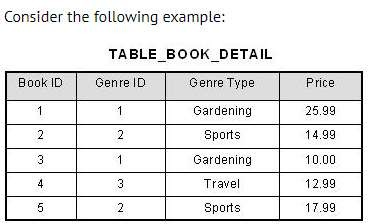 Consider the following example:
TABLE_BOOK_DETAIL
Book ID Genre ID Genre Type Price
1 1 Gardening 25.99
2 2 Sports 14.99
3 1 Gardening 10.00
4 3 Travel 12.99
5 2 Sports 17.99